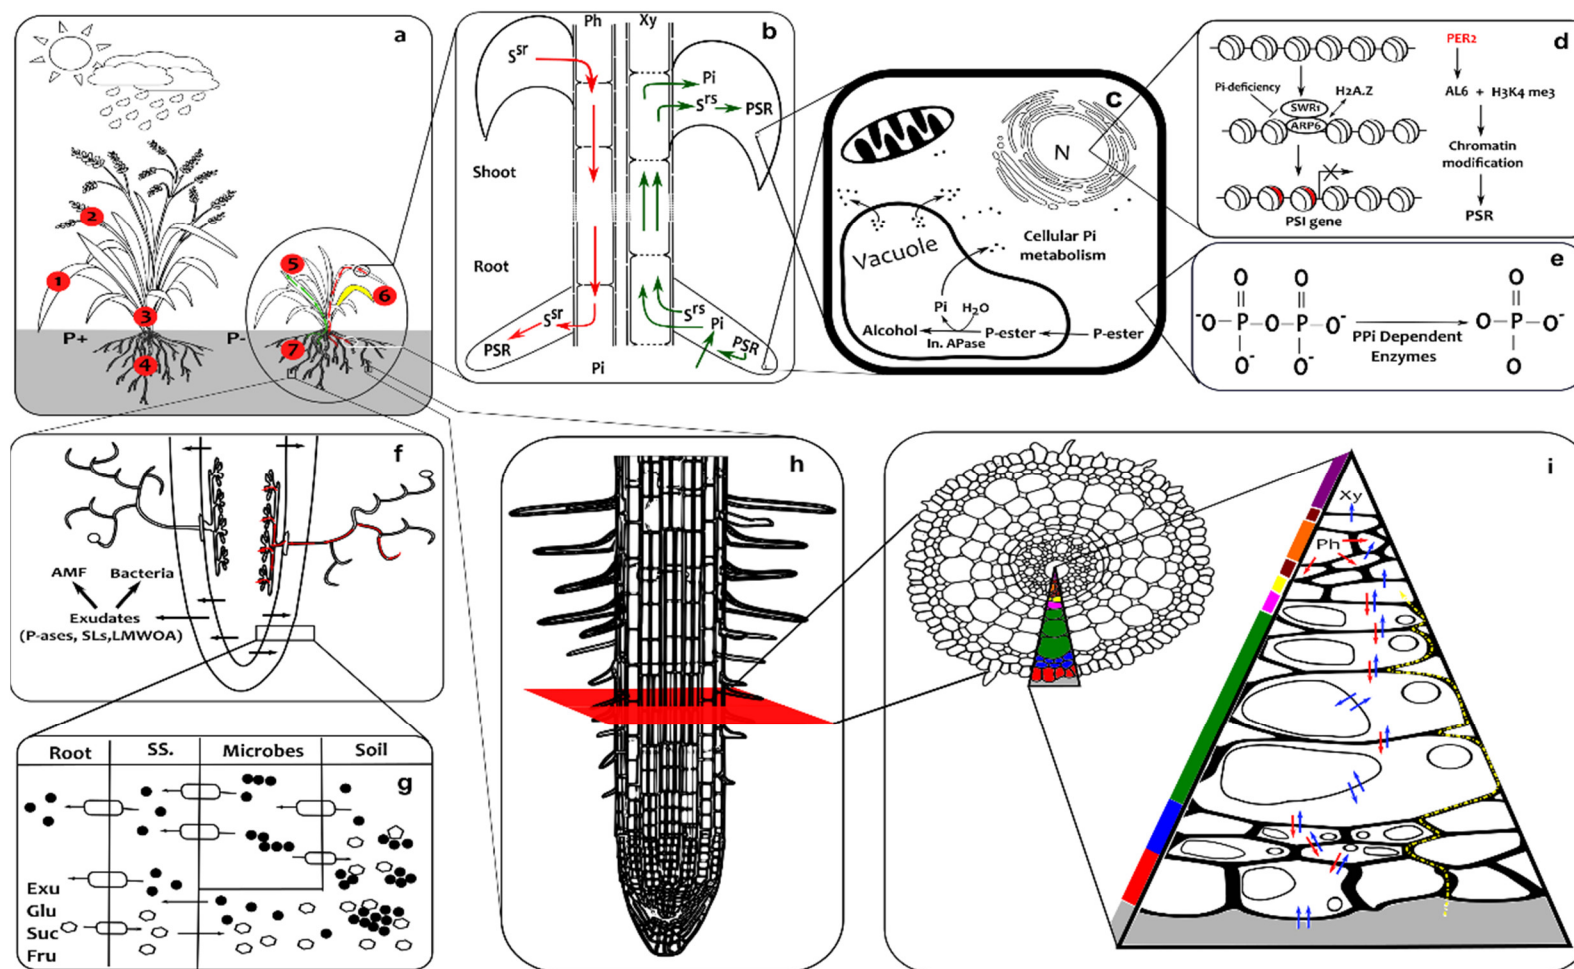 a
2
1
3
P+
4
5
6
P-
7
b
Ph
Xy
Sˢʳ
Pi
Sʳˢ
PSR
Shoot
Root
Sˢʳ
PSR
Sʳˢ
Pi
PSR
Pi
c
N
Vacuole
Cellular Pi
metabolism
Pi
H₂O
Alcohol
P-ester
P-ester
In. APase
d
PER2
Pi-deficiency
SWR1
H2A.Z
ARP6
AL6 + H3K4 me3
Chromatin
modification
PSR
PSI gene
e
O O
⁻O P O P O⁻
O⁻ O⁻
PPi Dependent
Enzymes
O
⁻O P O⁻
O⁻
f
AMF
Bacteria
Exudates
(P-ases, SLs,LMWOA)
g
Root
SS.
Microbes
Soil
Exu
Glu
Suc
Fru
h
i
Xy
Ph